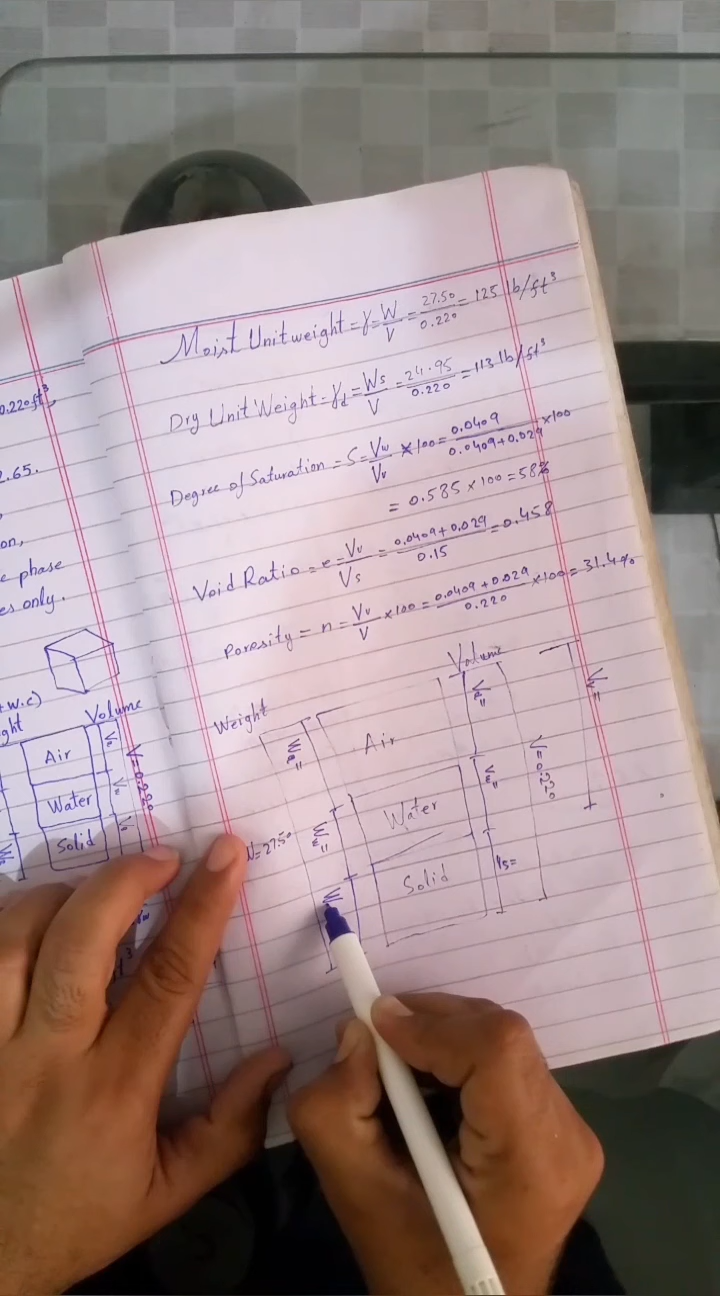 0.220ft³,
2.65.
on,
e phase
es only.
t.w.c)
ght
Volume
Air
Water
Solid
V=0.220
Moist Unitweight = γ = W/V = 27.50/0.220 = 125 lb/ft³
Dry Unit Weight = γd = Ws/V = 24.95/0.220 = 113 lb/ft³
Degree of Saturation = S = Vw/Vv × 100 = 0.0409/0.0409+0.029 ×100
= 0.585 × 100 = 58%
Void Ratio = e = Vv/Vs = 0.0409+0.029/0.15 = 0.458
Porosity = n = Vv/V ×100 = 0.0409+0.029/0.220 ×100 = 31.4%
Weight
Volume
Air
Water
Solid
W=27.50
V=0.220
Vs=